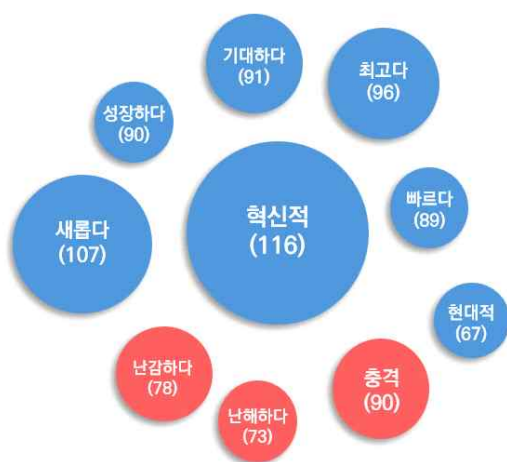 기대하다
(91)
최고다
(96)
성장하다
(90)
혁신적
(116)
빠르다
(89)
새롭다
(107)
현대적
(67)
난감하다
(78)
충격
(90)
난해하다
(73)